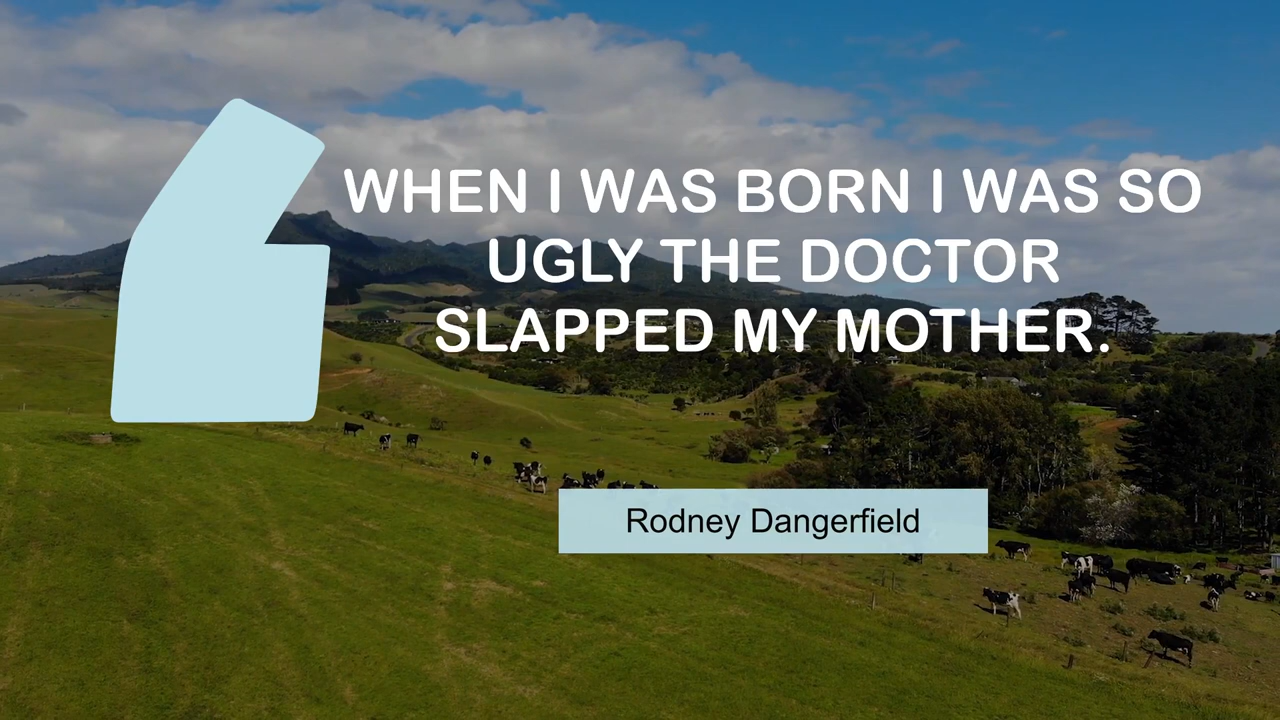 WHEN I WAS BORN I WAS SO
UGLY THE DOCTOR
SLAPPED MY MOTHER.
Rodney Dangerfield